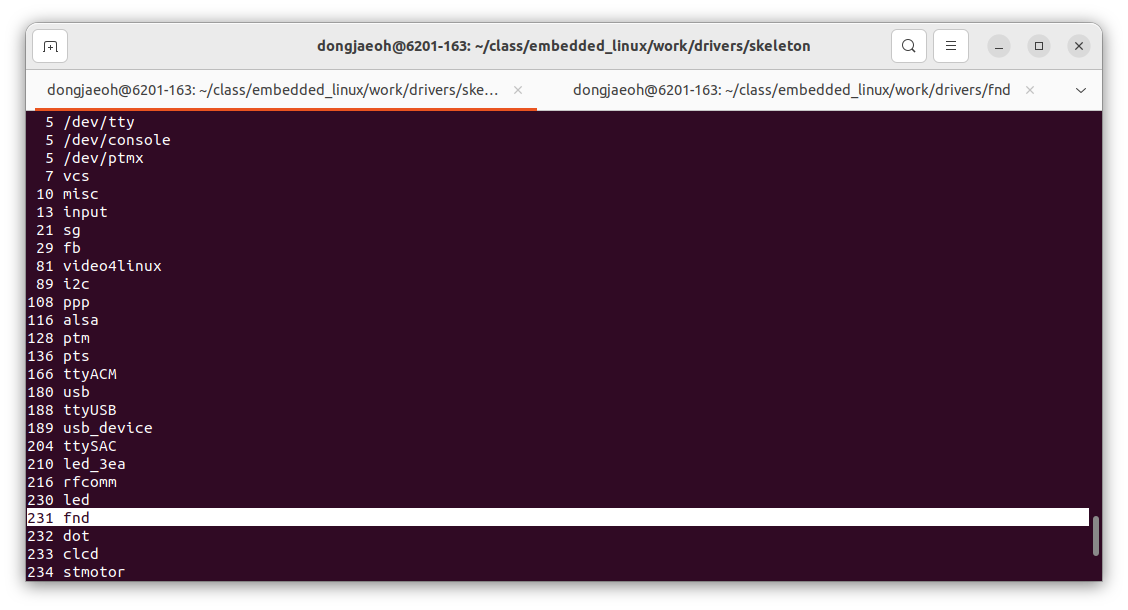 dongjaeoh@6201-163: ~/class/embedded_linux/work/drivers/skeleton
dongjaeoh@6201-163: ~/class/embedded_linux/work/drivers/ske...
dongjaeoh@6201-163: ~/class/embedded_linux/work/drivers/fnd
5 /dev/tty
5 /dev/console
5 /dev/ptmx
7 vcs
10 misc
13 input
21 sg
29 fb
81 video4linux
89 i2c
108 ppp
116 alsa
128 ptm
136 pts
166 ttyACM
180 usb
188 ttyUSB
189 usb_device
204 ttySAC
210 led_3ea
216 rfcomm
230 led
231 fnd
232 dot
233 clcd
234 stmotor